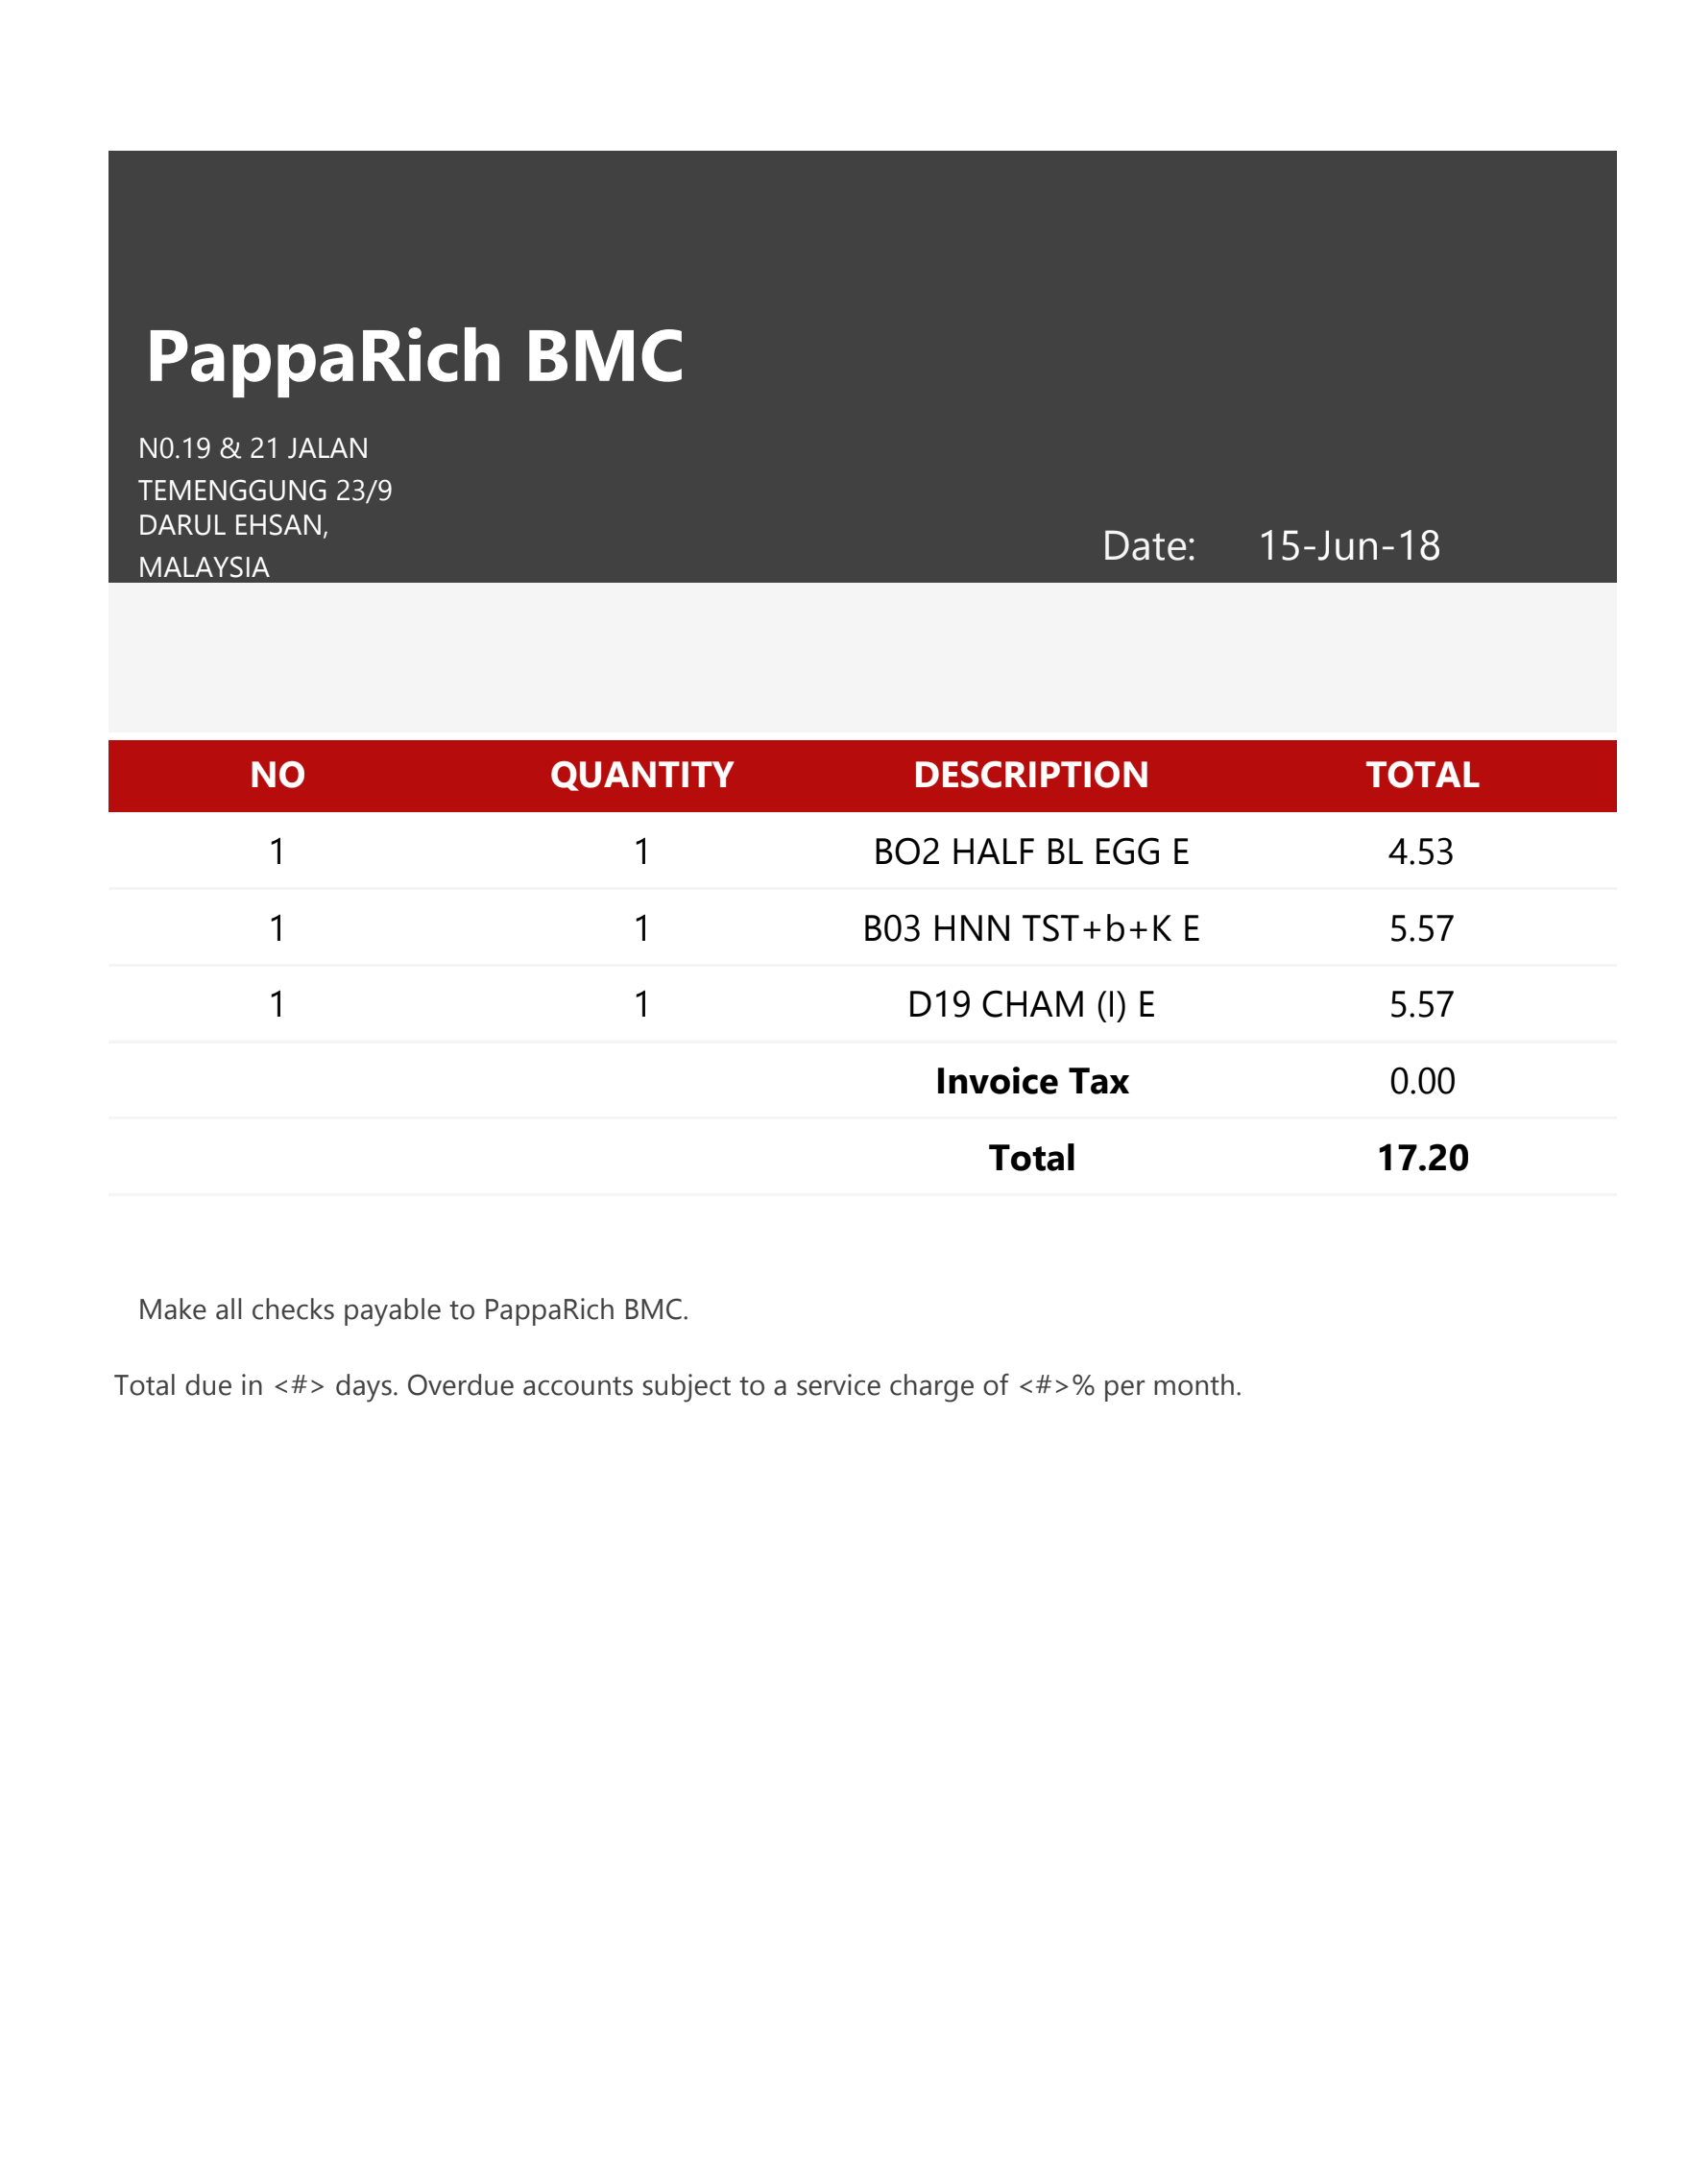 PappaRich BMC
N0.19 & 21 JALAN
TEMENGGUNG 23/9
DARUL EHSAN,
MALAYSIA
Date: 15-Jun-18
NO QUANTITY DESCRIPTION TOTAL
1 1 BO2 HALF BL EGG E 4.53
1 1 B03 HNN TST+b+K E 5.57
1 1 D19 CHAM (I) E 5.57
Invoice Tax 0.00
Total 17.20
Make all checks payable to PappaRich BMC.
Total due in <#> days. Overdue accounts subject to a service charge of <#>% per month.